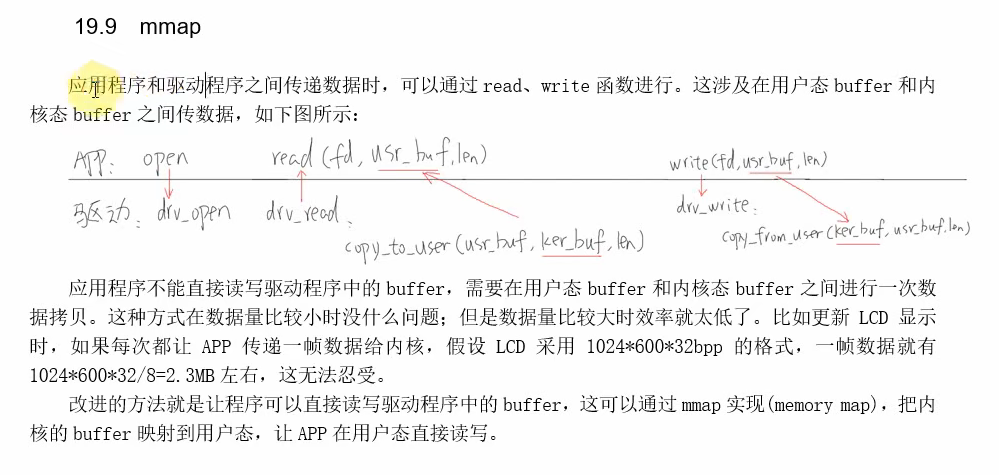 19.9 mmap
应用程序和驱动程序之间传递数据时，可以通过 read、write 函数进行。这涉及在用户态 buffer 和内
核态 buffer 之间传数据，如下图所示：
APP: open read(fd, usr_buf, len) write(fd, usr_buf, len)
驱动: drv_open drv_read: drv_write:
copy_to_user(usr_buf, ker_buf, len) copy_from_user(ker_buf, usr_buf, len)
应用程序不能直接读写驱动程序中的 buffer，需要在用户态 buffer 和内核态 buffer 之间进行一次数
据拷贝。这种方式在数据量比较小时没什么问题；但是数据量比较大时效率就太低了。比如更新 LCD 显示
时，如果每次都让 APP 传递一帧数据给内核，假设 LCD 采用 1024*600*32bpp 的格式，一帧数据就有
1024*600*32/8=2.3MB 左右，这无法忍受。
改进的方法就是让程序可以直接读写驱动程序中的 buffer，这可以通过 mmap 实现(memory map)，把内
核的 buffer 映射到用户态，让 APP 在用户态直接读写。